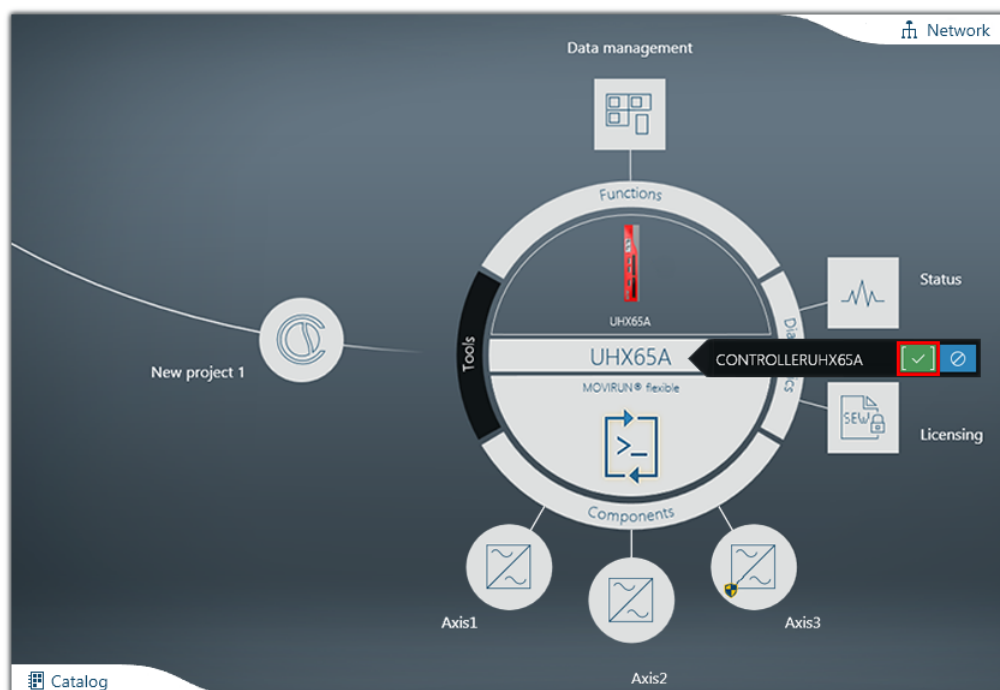 Network
Data management
Functions
UHX65A
Status
Tools
Diagnostics
UHX65A
CONTROLLERUHX65A
MOVIRUN® flexible
New project 1
SEW
Licensing
Components
Axis1
Axis3
Axis2
Catalog